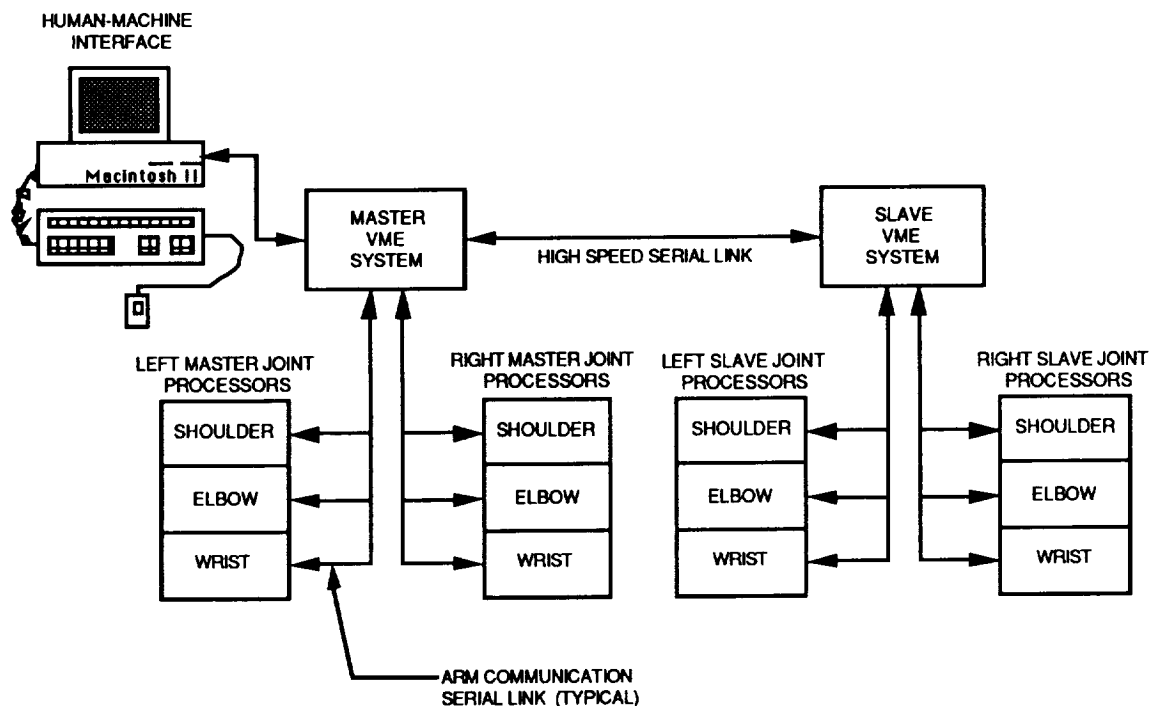 HUMAN-MACHINE
INTERFACE
Macintosh II
MASTER
VME
SYSTEM
HIGH SPEED SERIAL LINK
SLAVE
VME
SYSTEM
LEFT MASTER JOINT
PROCESSORS
SHOULDER
ELBOW
WRIST
RIGHT MASTER JOINT
PROCESSORS
SHOULDER
ELBOW
WRIST
LEFT SLAVE JOINT
PROCESSORS
SHOULDER
ELBOW
WRIST
RIGHT SLAVE JOINT
PROCESSORS
SHOULDER
ELBOW
WRIST
ARM COMMUNICATION
SERIAL LINK (TYPICAL)